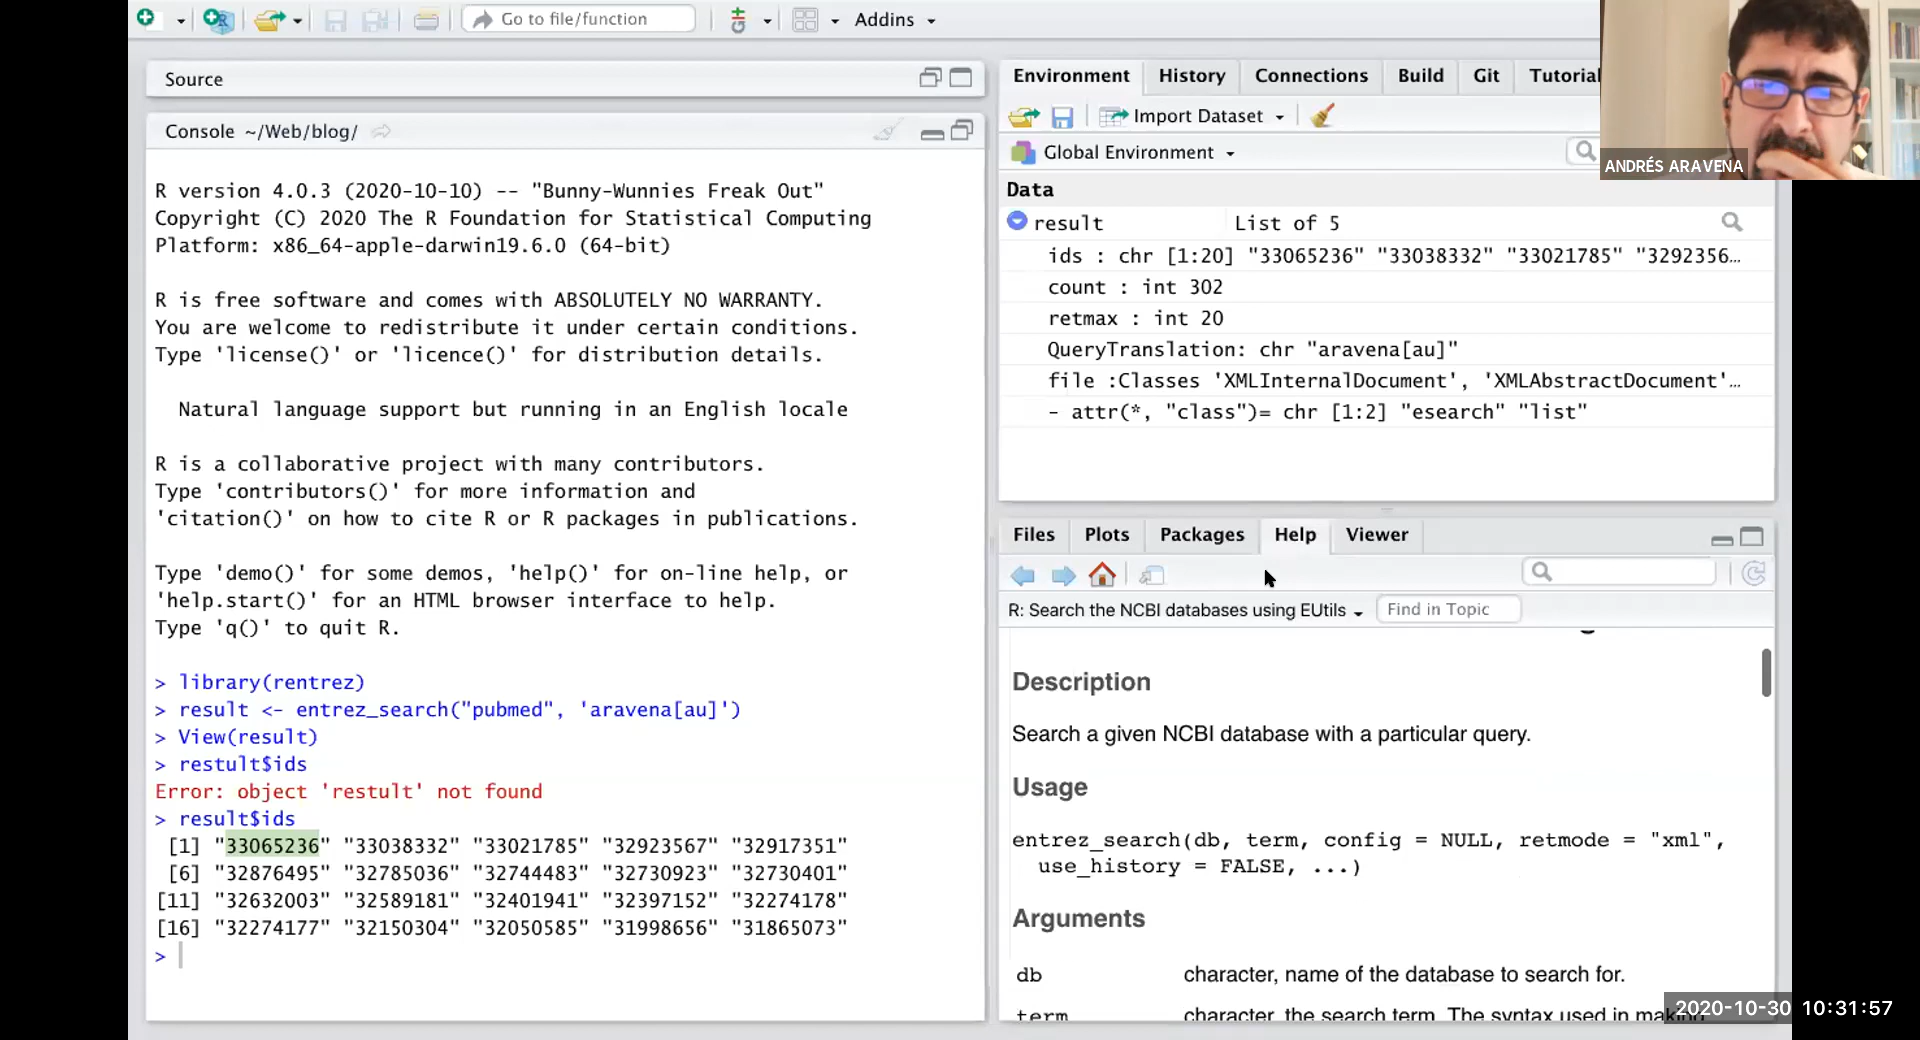 Go to file/function
Addins
Source
Console ~/Web/blog/
R version 4.0.3 (2020-10-10) -- "Bunny-Wunnies Freak Out"
Copyright (C) 2020 The R Foundation for Statistical Computing
Platform: x86_64-apple-darwin19.6.0 (64-bit)
R is free software and comes with ABSOLUTELY NO WARRANTY.
You are welcome to redistribute it under certain conditions.
Type 'license()' or 'licence()' for distribution details.
Natural language support but running in an English locale
R is a collaborative project with many contributors.
Type 'contributors()' for more information and
'citation()' on how to cite R or R packages in publications.
Type 'demo()' for some demos, 'help()' for on-line help, or
'help.start()' for an HTML browser interface to help.
Type 'q()' to quit R.
> library(rentrez)
> result <- entrez_search("pubmed", 'aravena[au]')
> View(result)
> restult$ids
Error: object 'restult' not found
> result$ids
[1] "33065236" "33038332" "33021785" "32923567" "32917351"
[6] "32876495" "32785036" "32744483" "32730923" "32730401"
[11] "32632003" "32589181" "32401941" "32397152" "32274178"
[16] "32274177" "32150304" "32050585" "31998656" "31865073"
>
Environment History Connections Build Git Tutorial
Import Dataset
Global Environment
Data
result List of 5
ids : chr [1:20] "33065236" "33038332" "33021785" "3292356…
count : int 302
retmax : int 20
QueryTranslation: chr "aravena[au]"
file :Classes 'XMLInternalDocument', 'XMLAbstractDocument'…
- attr(*, "class")= chr [1:2] "esearch" "list"
Files Plots Packages Help Viewer
R: Search the NCBI databases using EUtils
Find in Topic
Description
Search a given NCBI database with a particular query.
Usage
entrez_search(db, term, config = NULL, retmode = "xml",
use_history = FALSE, ...)
Arguments
db character, name of the database to search for.
term character, the search term. The syntax used in making
ANDRÉS ARAVENA
2020-10-30 10:31:57